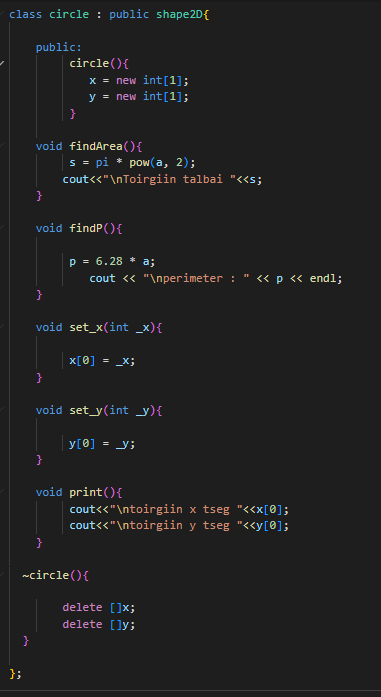 class circle : public shape2D{
public:
circle(){
x = new int[1];
y = new int[1];
}
void findArea(){
s = pi * pow(a, 2);
cout<<"\nToirgiin talbai "<<s;
}
void findP(){
p = 6.28 * a;
cout << "\nperimeter : " << p << endl;
}
void set_x(int _x){
x[0] = _x;
}
void set_y(int _y){
y[0] = _y;
}
void print(){
cout<<"\ntoirgiin x tseg "<<x[0];
cout<<"\ntoirgiin y tseg "<<y[0];
}
~circle(){
delete []x;
delete []y;
}
};